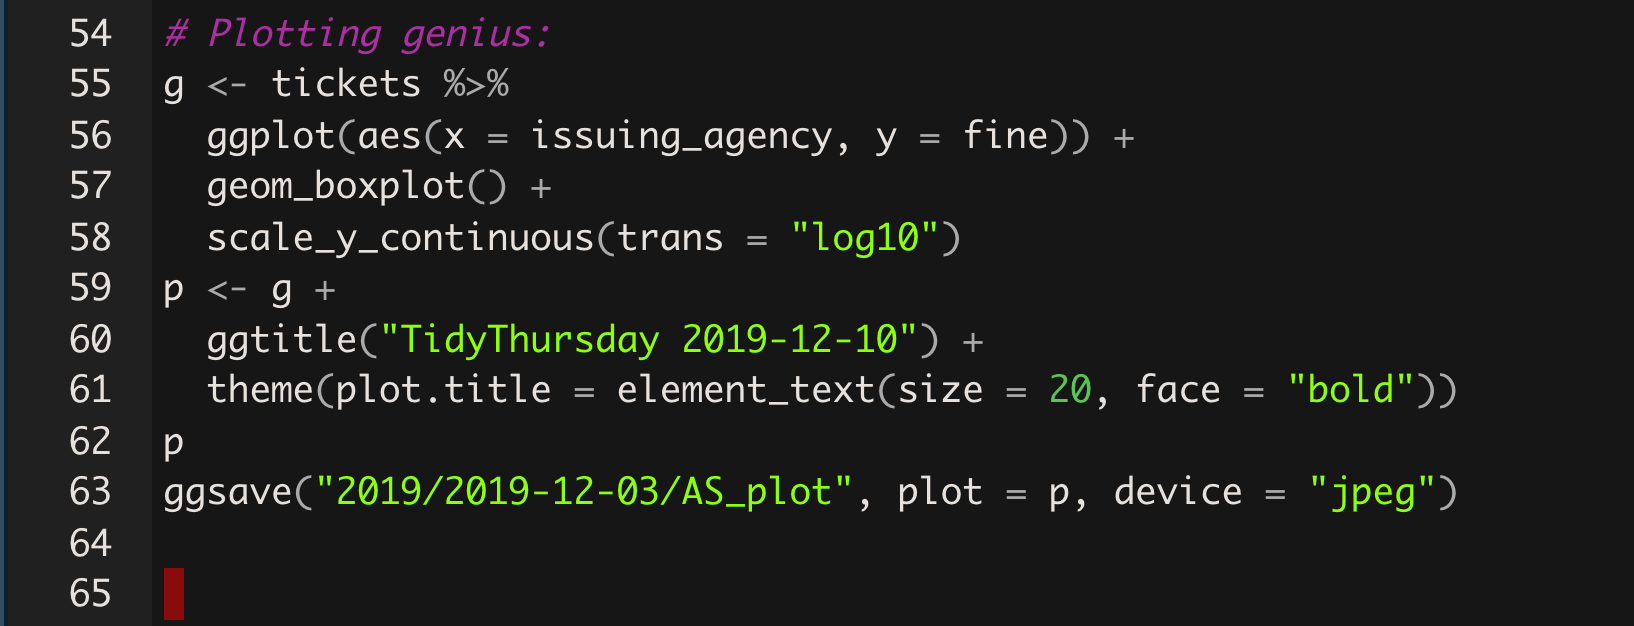 54 # Plotting genius:
55 g <- tickets %>%
56   ggplot(aes(x = issuing_agency, y = fine)) +
57   geom_boxplot() +
58   scale_y_continuous(trans = "log10")
59 p <- g +
60   ggtitle("TidyThursday 2019-12-10") +
61   theme(plot.title = element_text(size = 20, face = "bold"))
62 p
63 ggsave("2019/2019-12-03/AS_plot", plot = p, device = "jpeg")
64
65